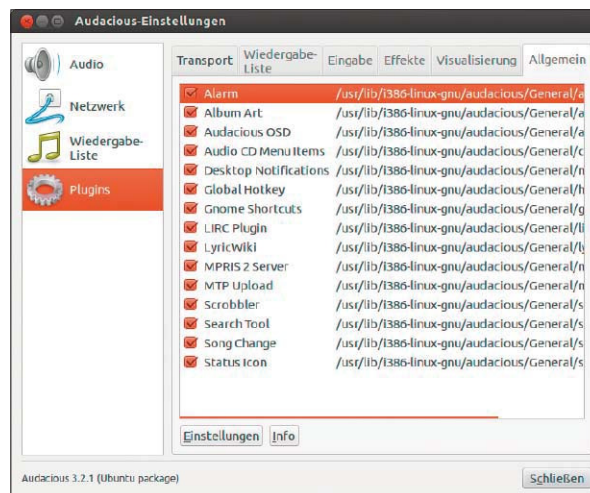 Audacious-Einstellungen
Audio
Netzwerk
Wiedergabe-
Liste
Plugins
Transport Wiedergabe-
Liste Eingabe Effekte Visualisierung Allgemein
Alarm /usr/lib/i386-linux-gnu/audacious/General/a
Album Art /usr/lib/i386-linux-gnu/audacious/General/a
Audacious OSD /usr/lib/i386-linux-gnu/audacious/General/a
Audio CD Menu Items /usr/lib/i386-linux-gnu/audacious/General/c
Desktop Notifications /usr/lib/i386-linux-gnu/audacious/General/n
Global Hotkey /usr/lib/i386-linux-gnu/audacious/General/h
Gnome Shortcuts /usr/lib/i386-linux-gnu/audacious/General/g
LIRC Plugin /usr/lib/i386-linux-gnu/audacious/General/li
LyricWiki /usr/lib/i386-linux-gnu/audacious/General/ly
MPRIS 2 Server /usr/lib/i386-linux-gnu/audacious/General/n
MTP Upload /usr/lib/i386-linux-gnu/audacious/General/n
Scrobbler /usr/lib/i386-linux-gnu/audacious/General/s
Search Tool /usr/lib/i386-linux-gnu/audacious/General/s
Song Change /usr/lib/i386-linux-gnu/audacious/General/s
Status Icon /usr/lib/i386-linux-gnu/audacious/General/s
Einstellungen Info
Audacious 3.2.1 (Ubuntu package)
Schließen